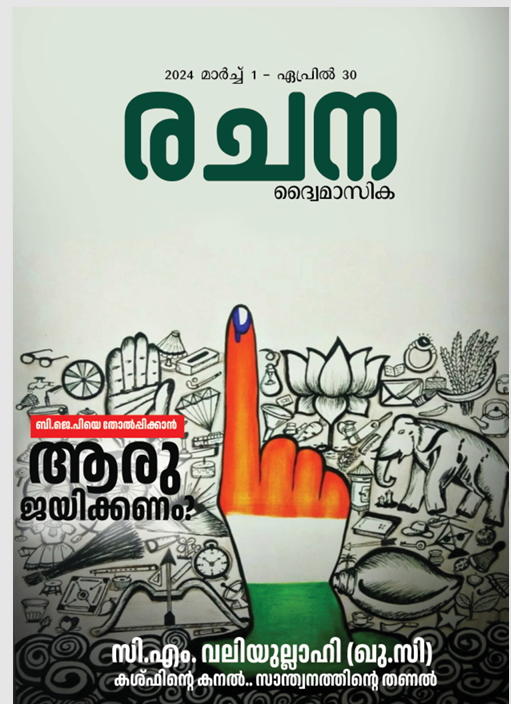 2024 മാർച്ച് 1 - ഏപ്രിൽ 30
രചന
ദ്വൈമാസിക
ബി.ജെ.പിയെ തോൽപ്പിക്കാൻ
ആരു
ജയിക്കണം?
സി.എം. വലിയുല്ലാഹി (ഖു.സി)
കശ്ഫിന്റെ കനൽ.. സാന്ത്വനത്തിന്റെ തണൽ